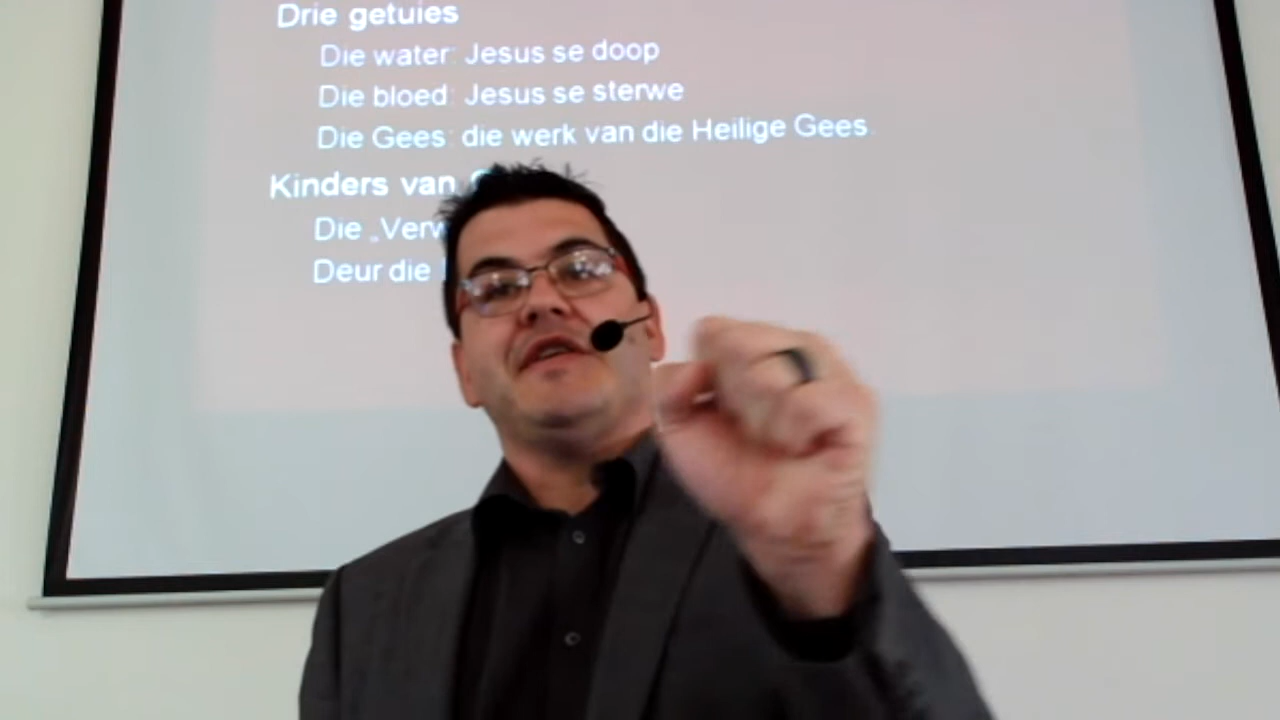 Drie getuies
Die water: Jesus se doop
Die bloed: Jesus se sterwe
Die Gees: die werk van die Heilige Gees.
Kinders van
Die
Deur die